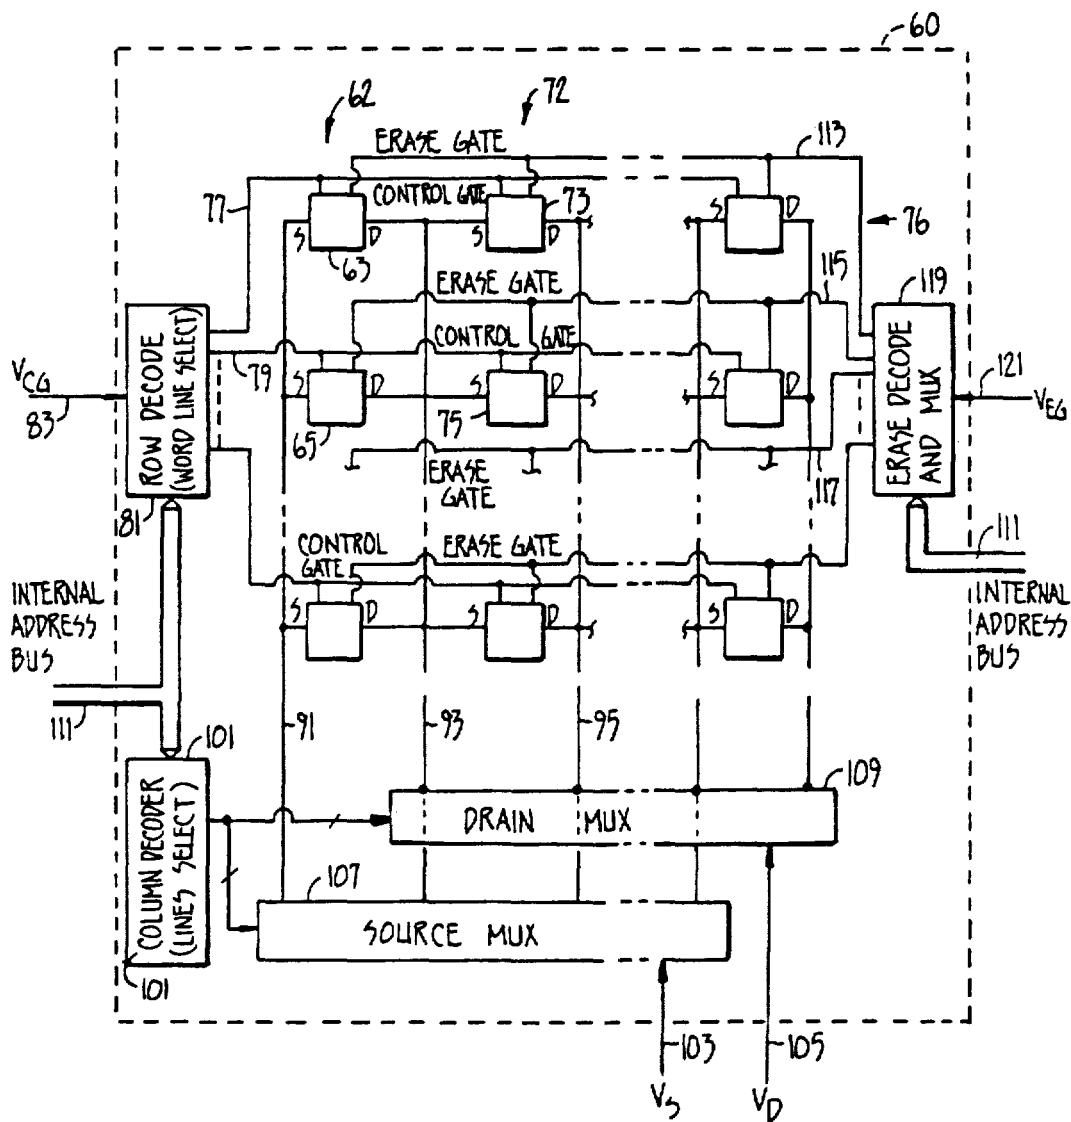 60
62
72
ERASE GATE
113
77
CONTROL GATE
73
S
D
S
D
S
D
76
63
ERASE GATE
115
119
ROW DECODE
(WORD LINE SELECT)
V_CG
83
79
CONTROL GATE
S
D
S
D
S
D
65
75
ERASE DECODE
AND MUX
121
V_EG
ERASE
GATE
117
81
111
CONTROL
GATE
ERASE GATE
S
D
S
D
S
D
INTERNAL
ADDRESS
BUS
INTERNAL
ADDRESS
BUS
111
91
93
95
101
109
COLUMN DECODER
(LINES SELECT)
DRAIN MUX
107
SOURCE MUX
101
103
105
V_S
V_D